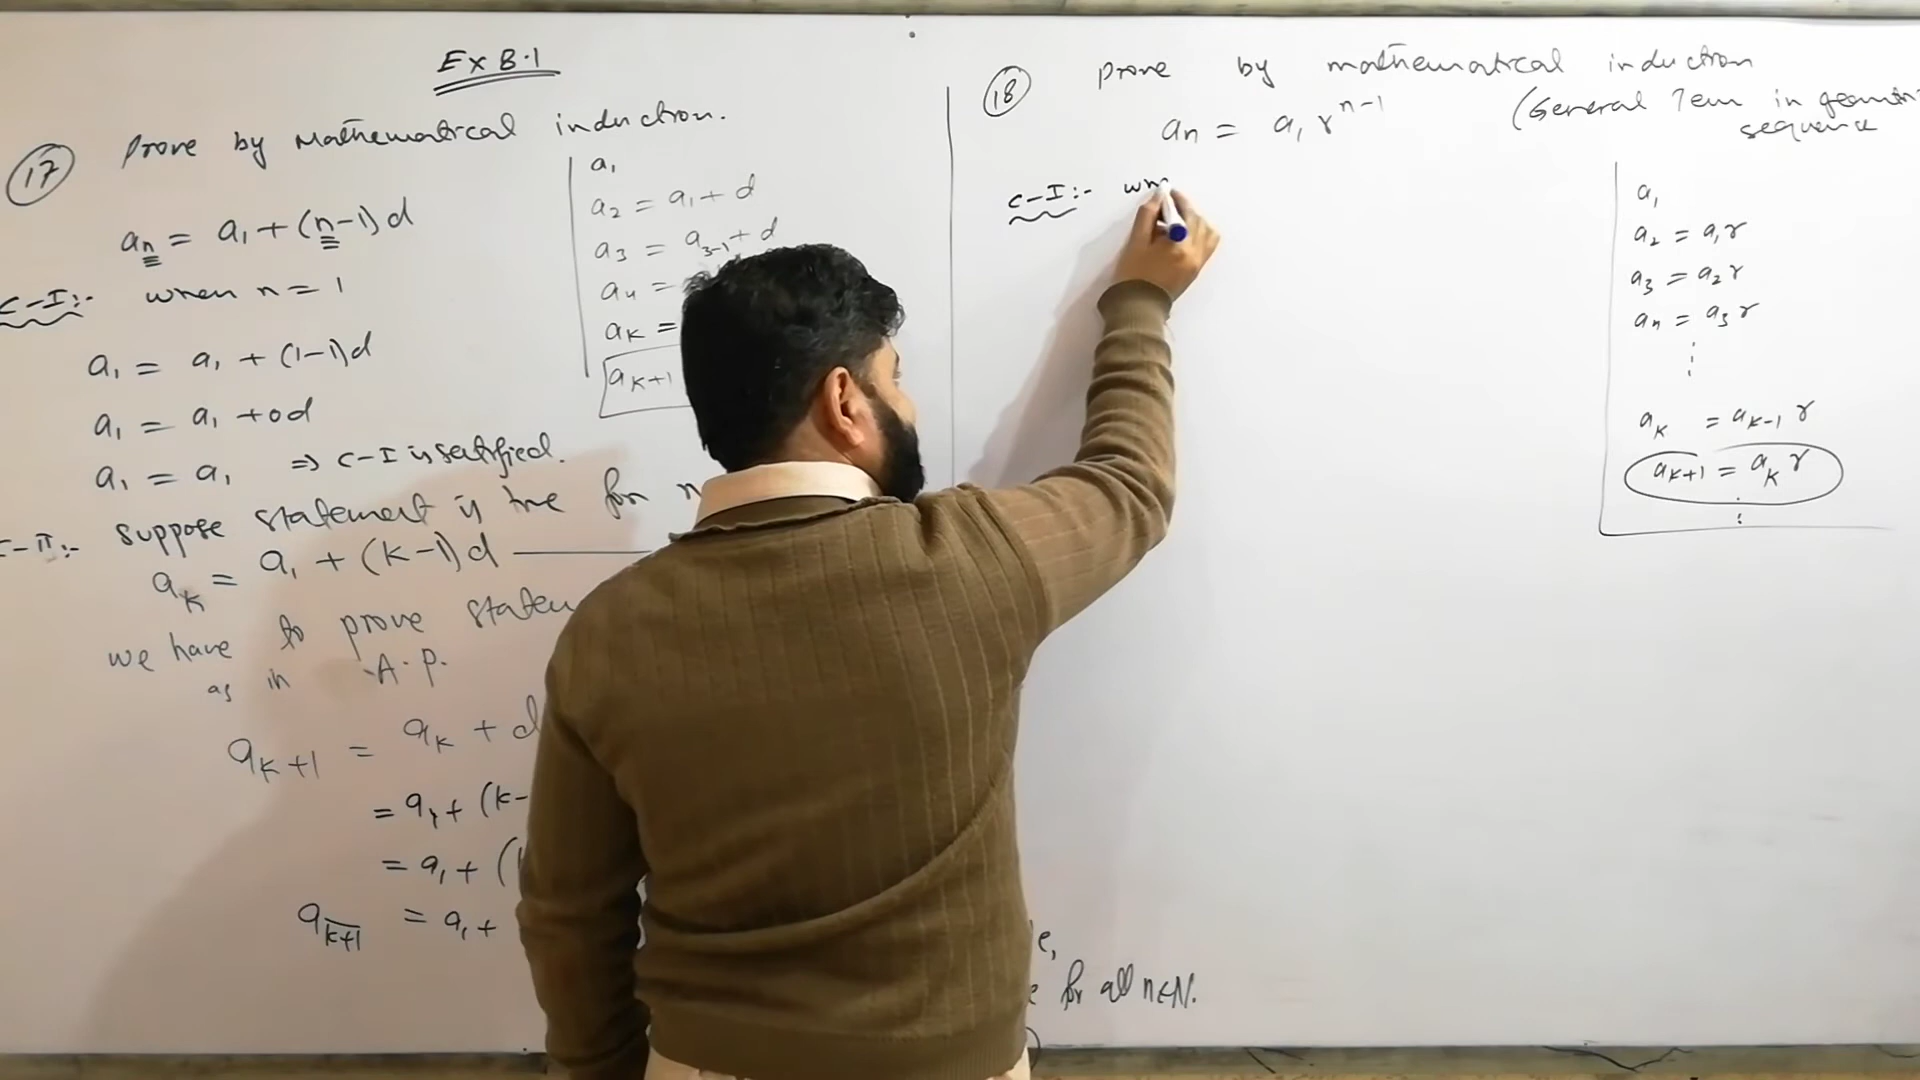 Ex 8.1
17 Prove by Mathematical induction.
an = a1 + (n-1)d
C-I:- when n = 1
a1 = a1 + (1-1)d
a1 = a1 + 0d
a1 = a1 ⇒ C-I is satisfied.
C-II:- suppose statement is true for n
aK = a1 + (K-1)d
we have to prove statem
as in A.P.
aK+1 = aK + d
= a1 + (K-
= a1 + (
aK+1 = a1 +
a1
a2 = a1 + d
a3 = a3-1 + d
a4 =
aK =
aK+1
for all n∈N.
18 Prove by mathematical induction
an = a1 r^n-1
(General Term in geomet
sequence
C-I:- whe
a1
a2 = a1 r
a3 = a2 r
a4 = a3 r
aK = aK-1 r
aK+1 = aK r